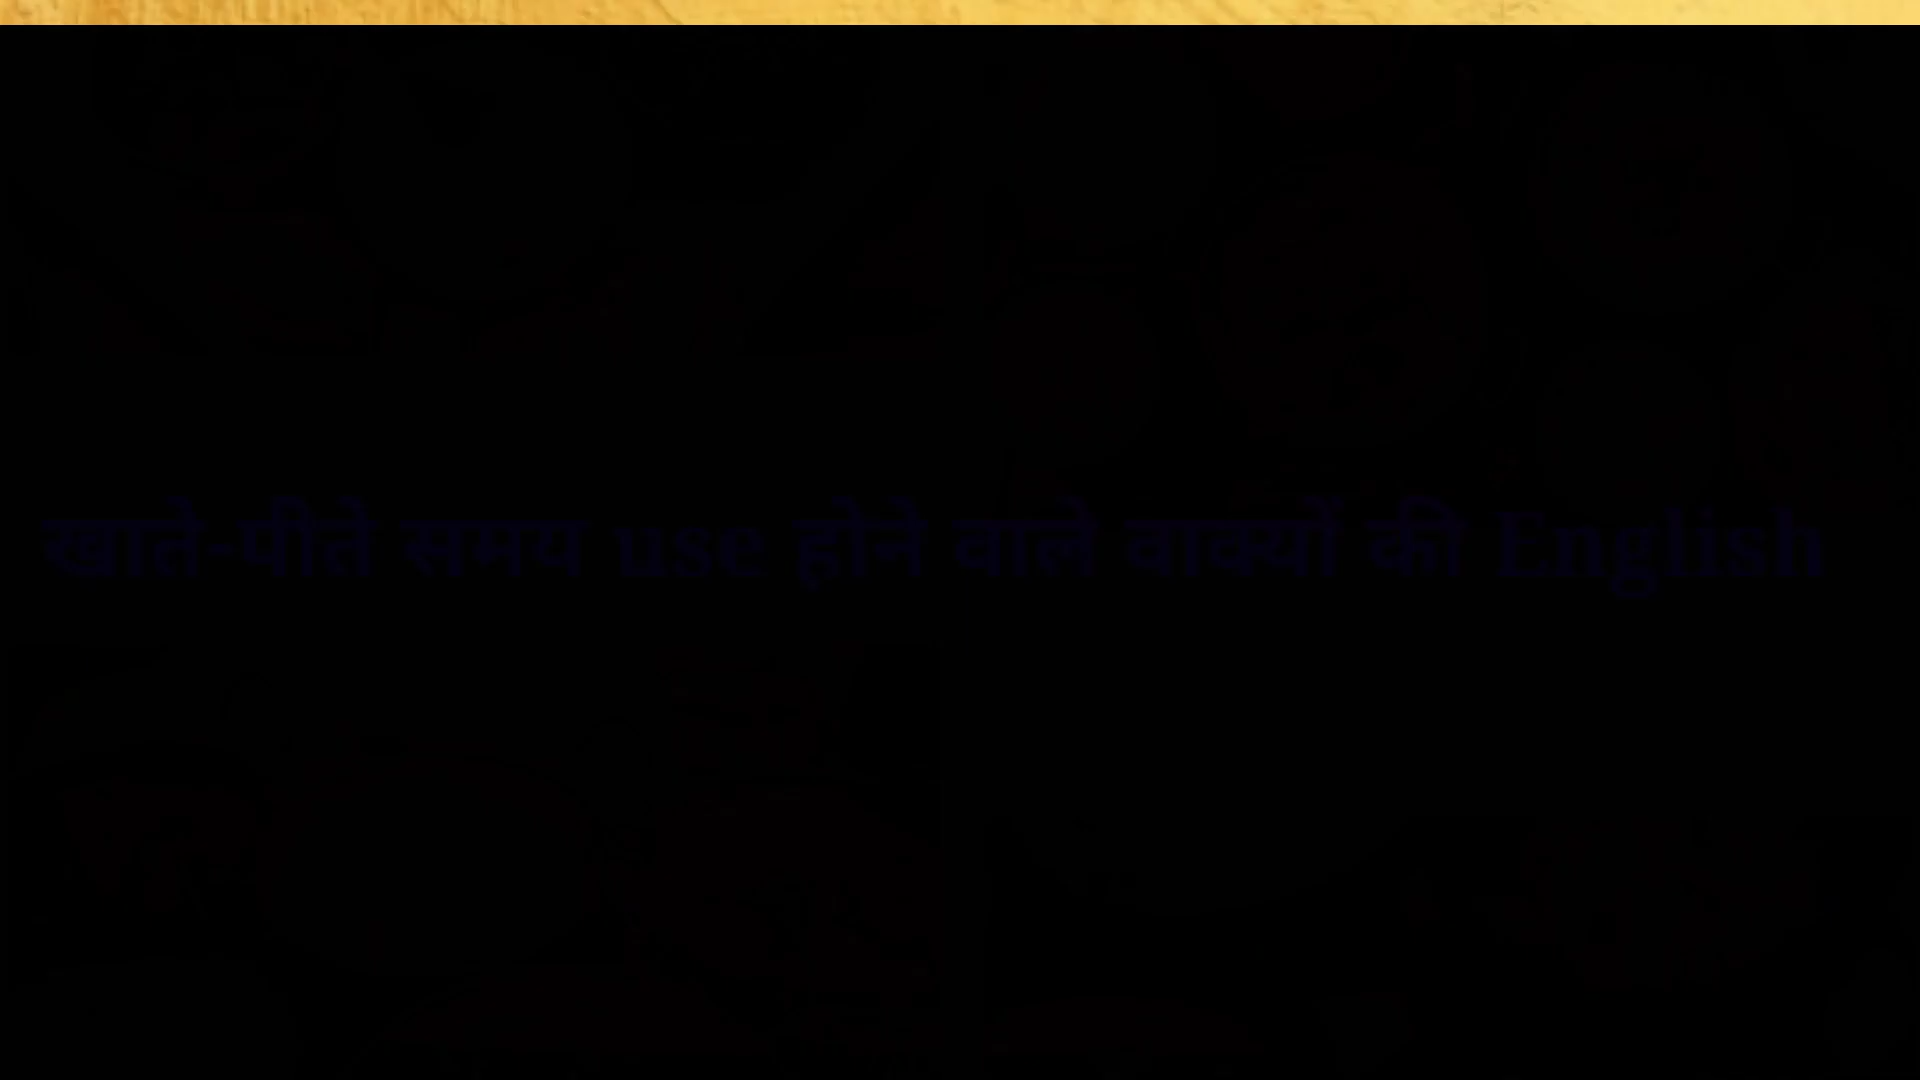 खाते-पीते समय use होने वाले वाक्यों की English